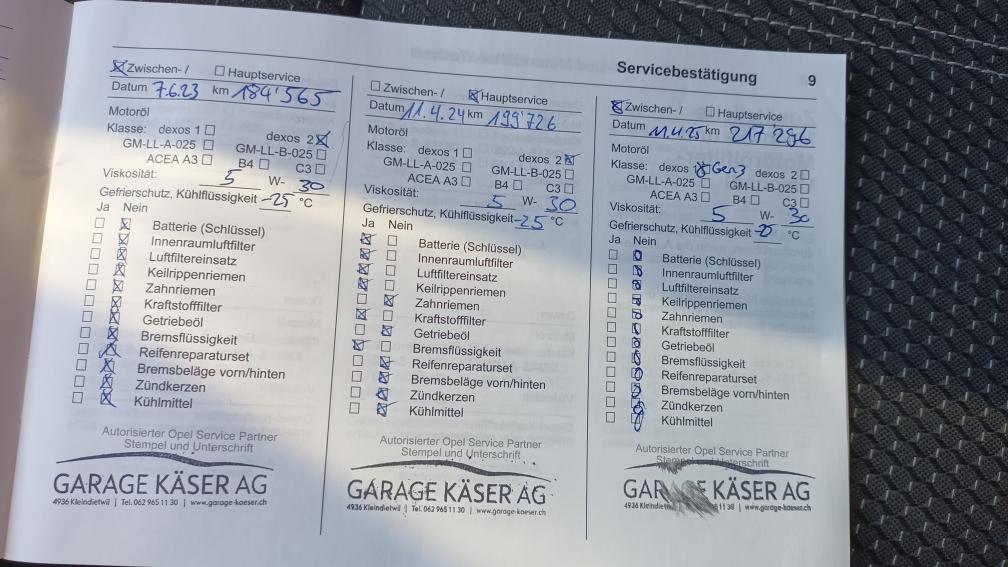 Servicebestätigung 9
Zwischen-/ Hauptservice
Datum 7.6.23 km 184'565
Motoröl
Klasse: dexos 1 dexos 2
GM-LL-A-025 GM-LL-B-025
ACEA A3 B4 C3
Viskosität: 5 W- 30
Gefrierschutz, Kühlflüssigkeit -25 °C
Ja Nein
Batterie (Schlüssel)
Innenraumluftfilter
Luftfiltereinsatz
Keilrippenriemen
Zahnriemen
Kraftstofffilter
Getriebeöl
Bremsflüssigkeit
Reifenreparaturset
Bremsbeläge vorn/hinten
Zündkerzen
Kühlmittel
Autorisierter Opel Service Partner
Stempel und Unterschrift
GARAGE KÄSER AG
4936 Kleindietwil | Tel. 062 965 11 30 | www.garage-kaeser.ch
Zwischen-/ Hauptservice
Datum 11.4.24 km 199'726
Motoröl
Klasse: dexos 1 dexos 2
GM-LL-A-025 GM-LL-B-025
ACEA A3 B4 C3
Viskosität: 5 W- 30
Gefrierschutz, Kühlflüssigkeit -25 °C
Ja Nein
Batterie (Schlüssel)
Innenraumluftfilter
Luftfiltereinsatz
Keilrippenriemen
Zahnriemen
Kraftstofffilter
Getriebeöl
Bremsflüssigkeit
Reifenreparaturset
Bremsbeläge vorn/hinten
Zündkerzen
Kühlmittel
Autorisierter Opel Service Partner
Stempel und Unterschrift
GARAGE KÄSER AG
4936 Kleindietwil | Tel. 062 965 11 30 | www.garage-kaeser.ch
Zwischen-/ Hauptservice
Datum 11.4.25 km 217 296
Motoröl
Klasse: dexos 1 Gen3 dexos 2
GM-LL-A-025 GM-LL-B-025
ACEA A3 B4 C3
Viskosität: 5 W- 30
Gefrierschutz, Kühlflüssigkeit °C
Ja Nein
Batterie (Schlüssel)
Innenraumluftfilter
Luftfiltereinsatz
Keilrippenriemen
Zahnriemen
Kraftstofffilter
Getriebeöl
Bremsflüssigkeit
Reifenreparaturset
Bremsbeläge vorn/hinten
Zündkerzen
Kühlmittel
Autorisierter Opel Service Partner
Stempel Unterschrift
KÄSER AG
4936 11 30 | www.garage-kaeser.ch